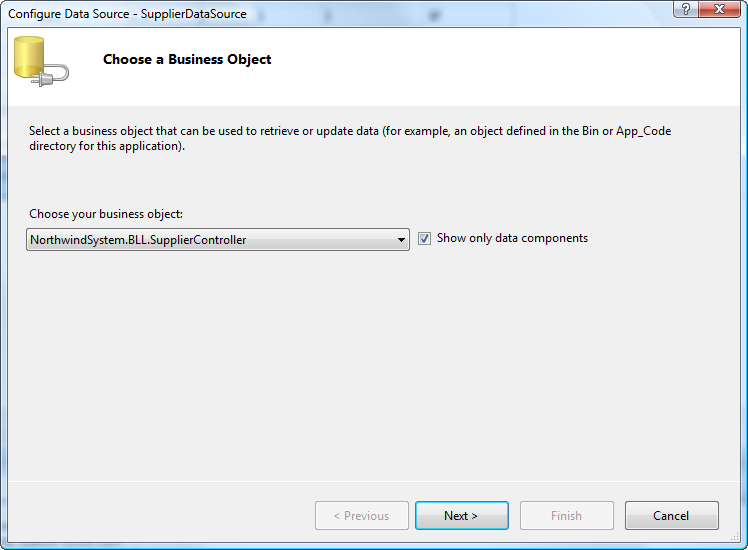 Configure Data Source - SupplierDataSource
?
Choose a Business Object
Select a business object that can be used to retrieve or update data (for example, an object defined in the Bin or App_Code
directory for this application).
Choose your business object:
NorthwindSystem.BLL.SupplierController
Show only data components
< Previous
Next >
Finish
Cancel